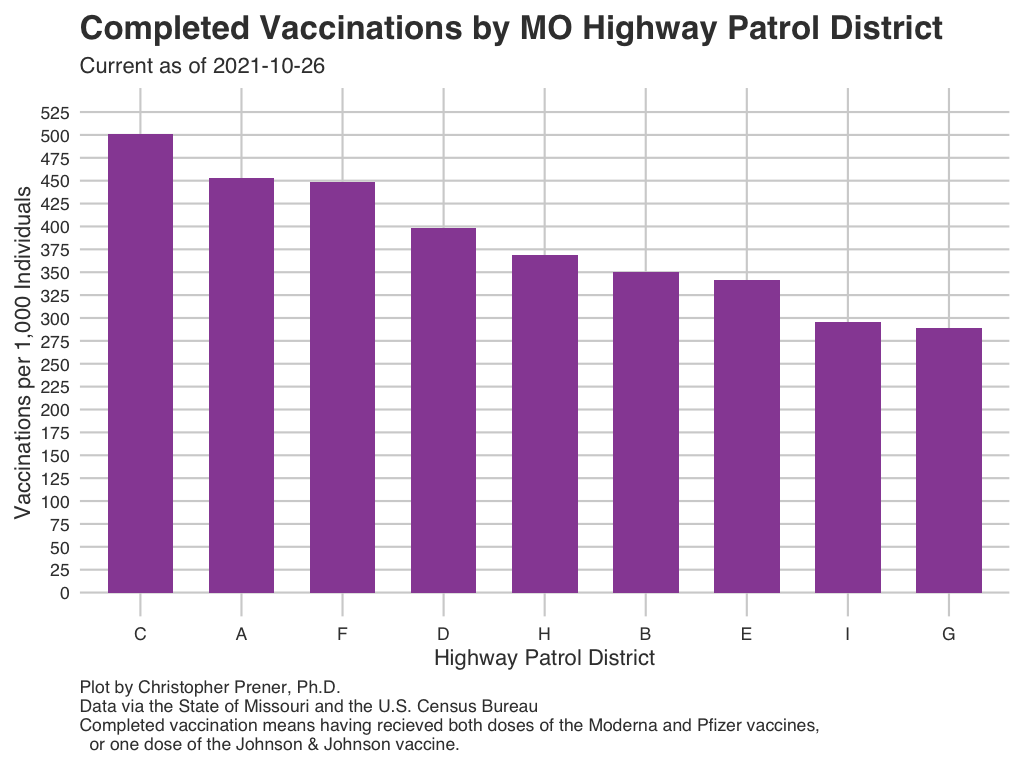 Completed Vaccinations by MO Highway Patrol District
Current as of 2021-10-26
Vaccinations per 1,000 Individuals
525
500
475
450
425
400
375
350
325
300
275
250
225
200
175
150
125
100
75
50
25
0
C A F D H B E I G
Highway Patrol District
Plot by Christopher Prener, Ph.D.
Data via the State of Missouri and the U.S. Census Bureau
Completed vaccination means having recieved both doses of the Moderna and Pfizer vaccines,
or one dose of the Johnson & Johnson vaccine.